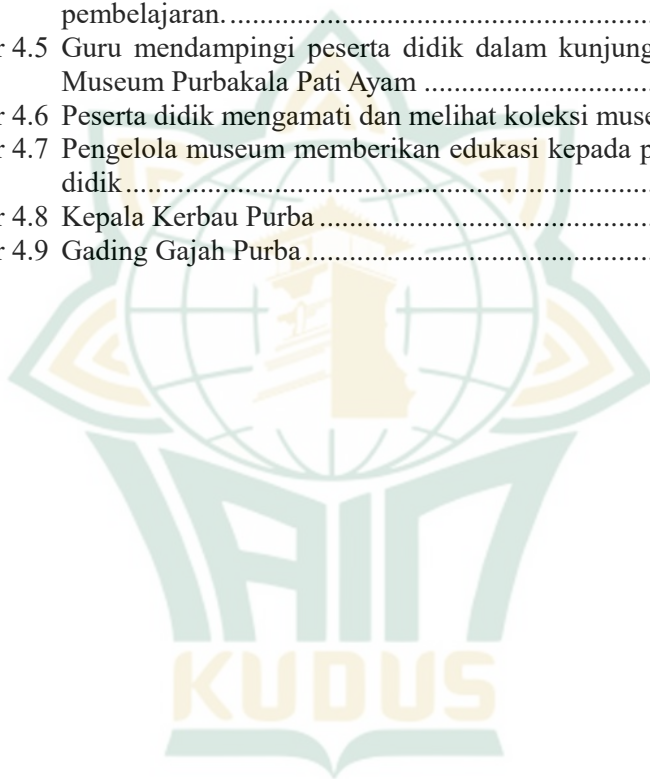 pembelajaran.................................................
r 4.5 Guru mendampingi peserta didik dalam kunjung
Museum Purbakala Pati Ayam ..............................
r 4.6 Peserta didik mengamati dan melihat koleksi muse
r 4.7 Pengelola museum memberikan edukasi kepada p
didik...............................................................
r 4.8 Kepala Kerbau Purba..........................................
r 4.9 Gading Gajah Purba............................................
IAIN
KUDUS